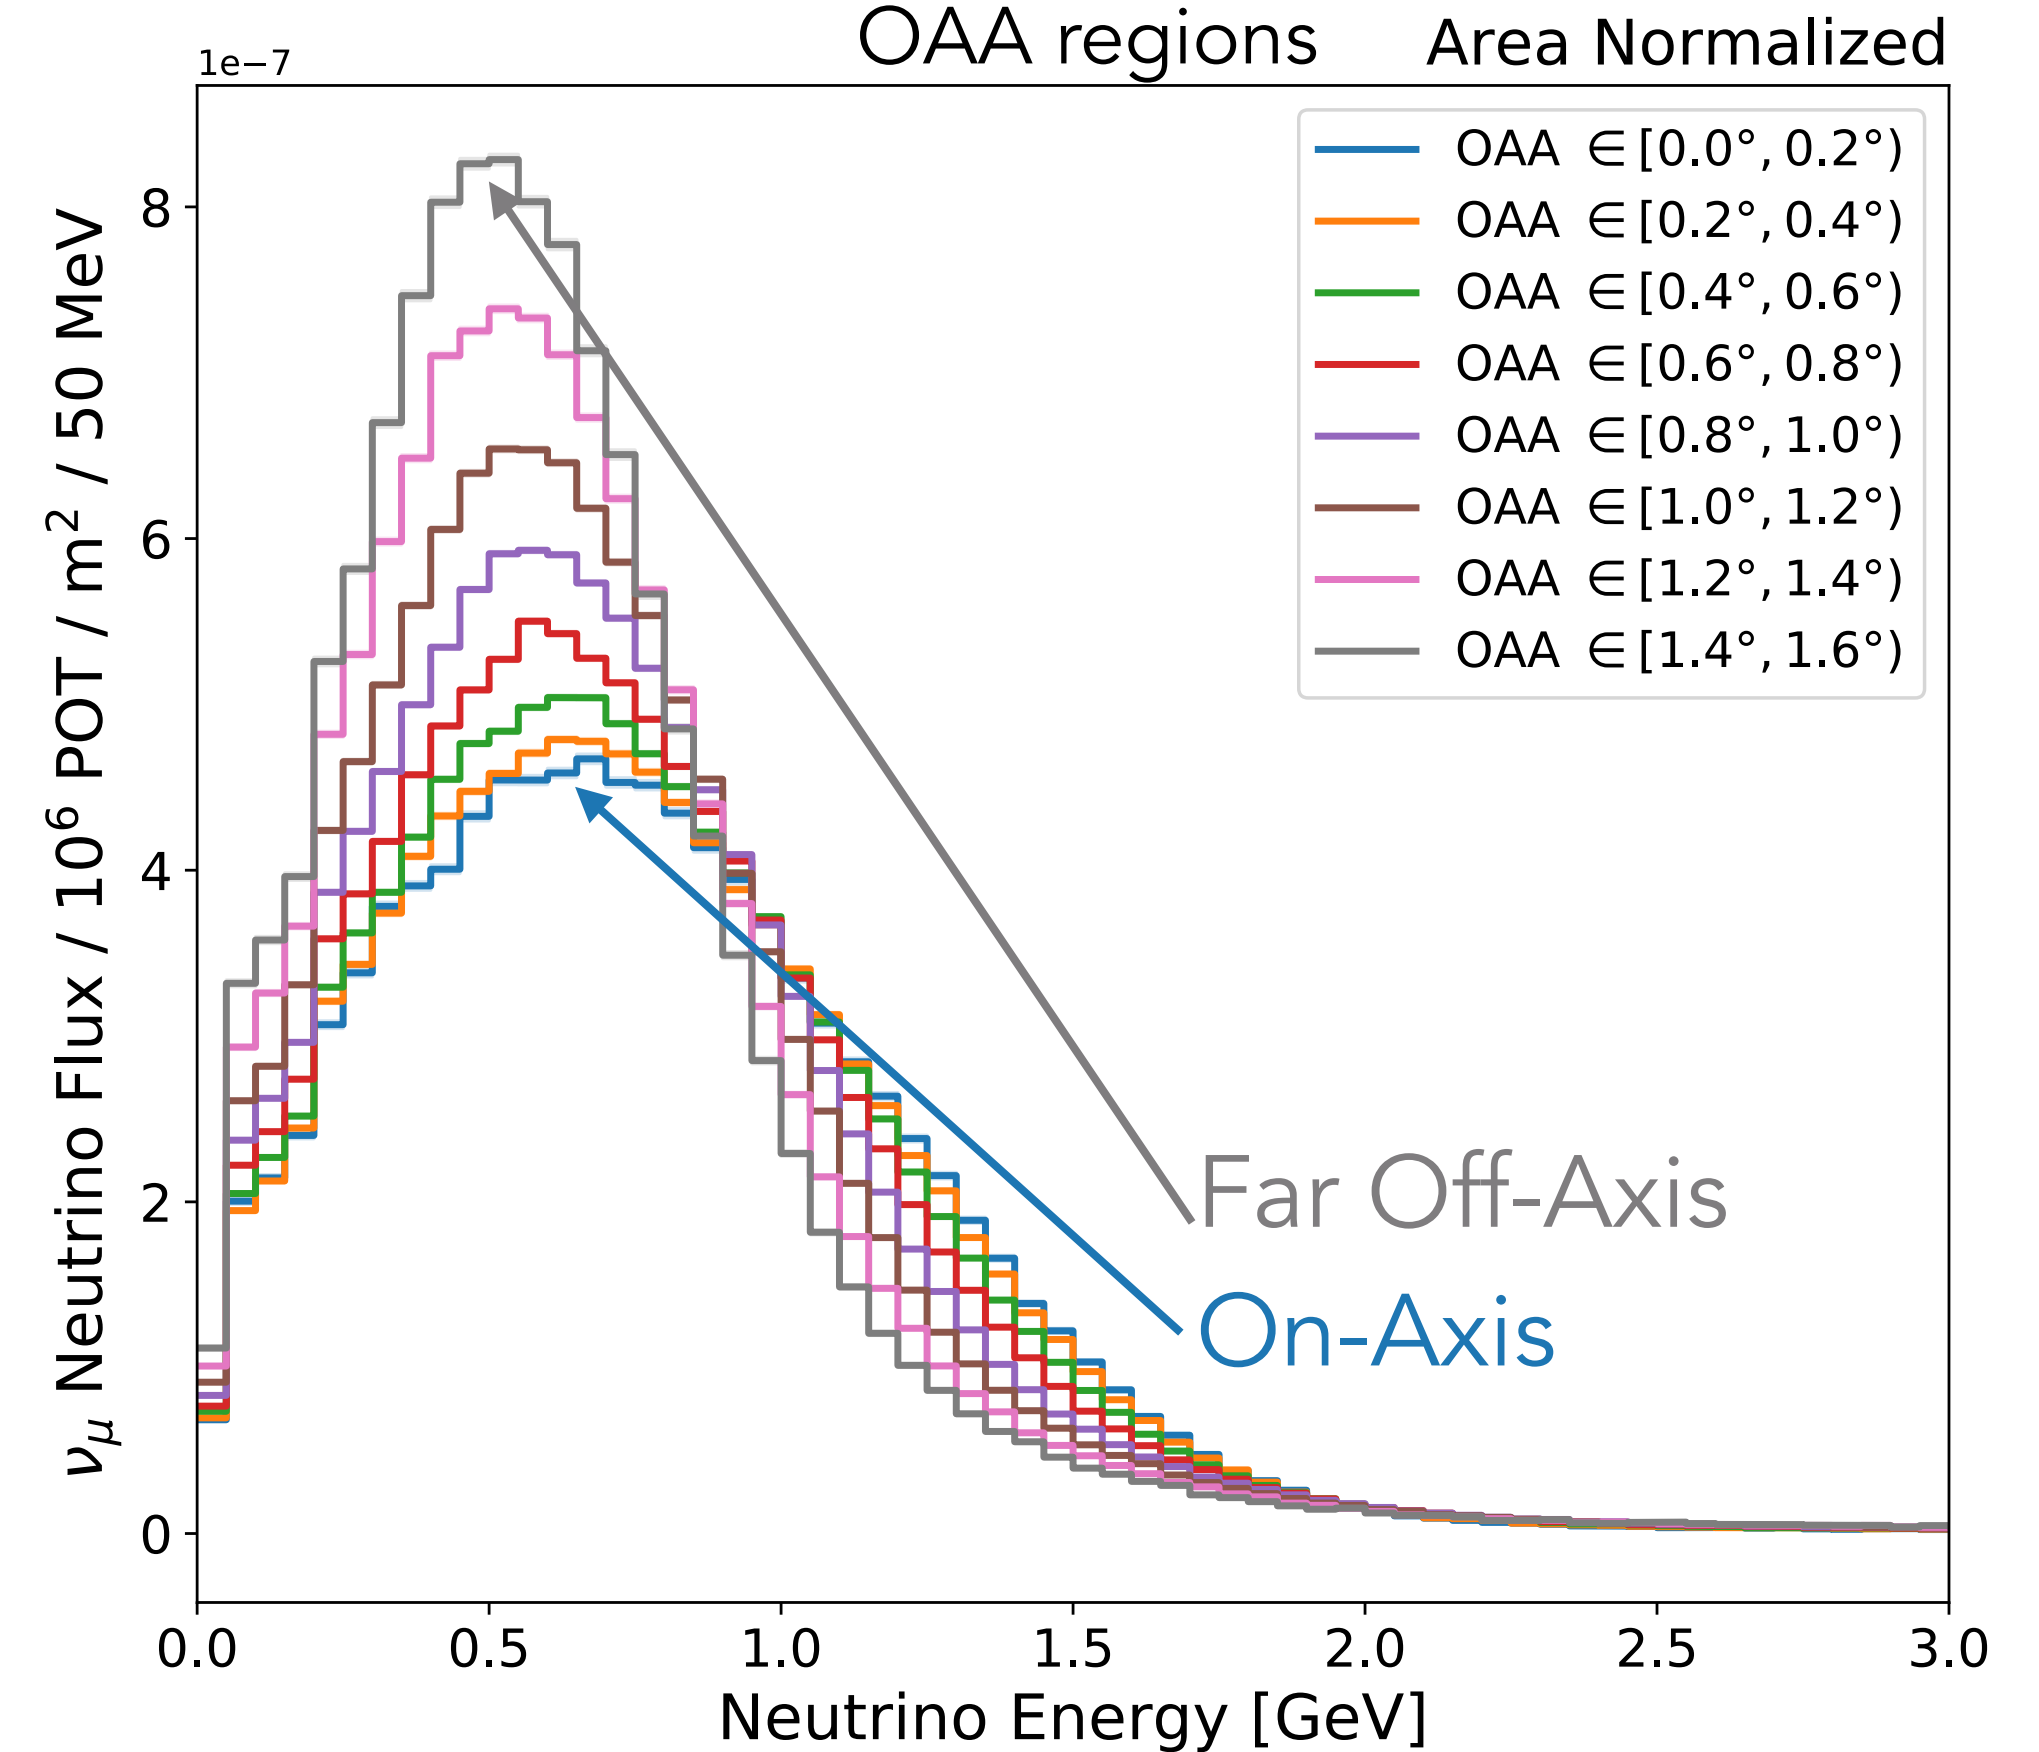 OAA regions
Area Normalized
1e−7
OAA ∈[0.0°, 0.2°)
OAA ∈[0.2°, 0.4°)
OAA ∈[0.4°, 0.6°)
OAA ∈[0.6°, 0.8°)
OAA ∈[0.8°, 1.0°)
OAA ∈[1.0°, 1.2°)
OAA ∈[1.2°, 1.4°)
OAA ∈[1.4°, 1.6°)
8
6
4
2
0
νμ Neutrino Flux / 10⁶ POT / m² / 50 MeV
Far Off-Axis
On-Axis
0.0 0.5 1.0 1.5 2.0 2.5 3.0
Neutrino Energy [GeV]